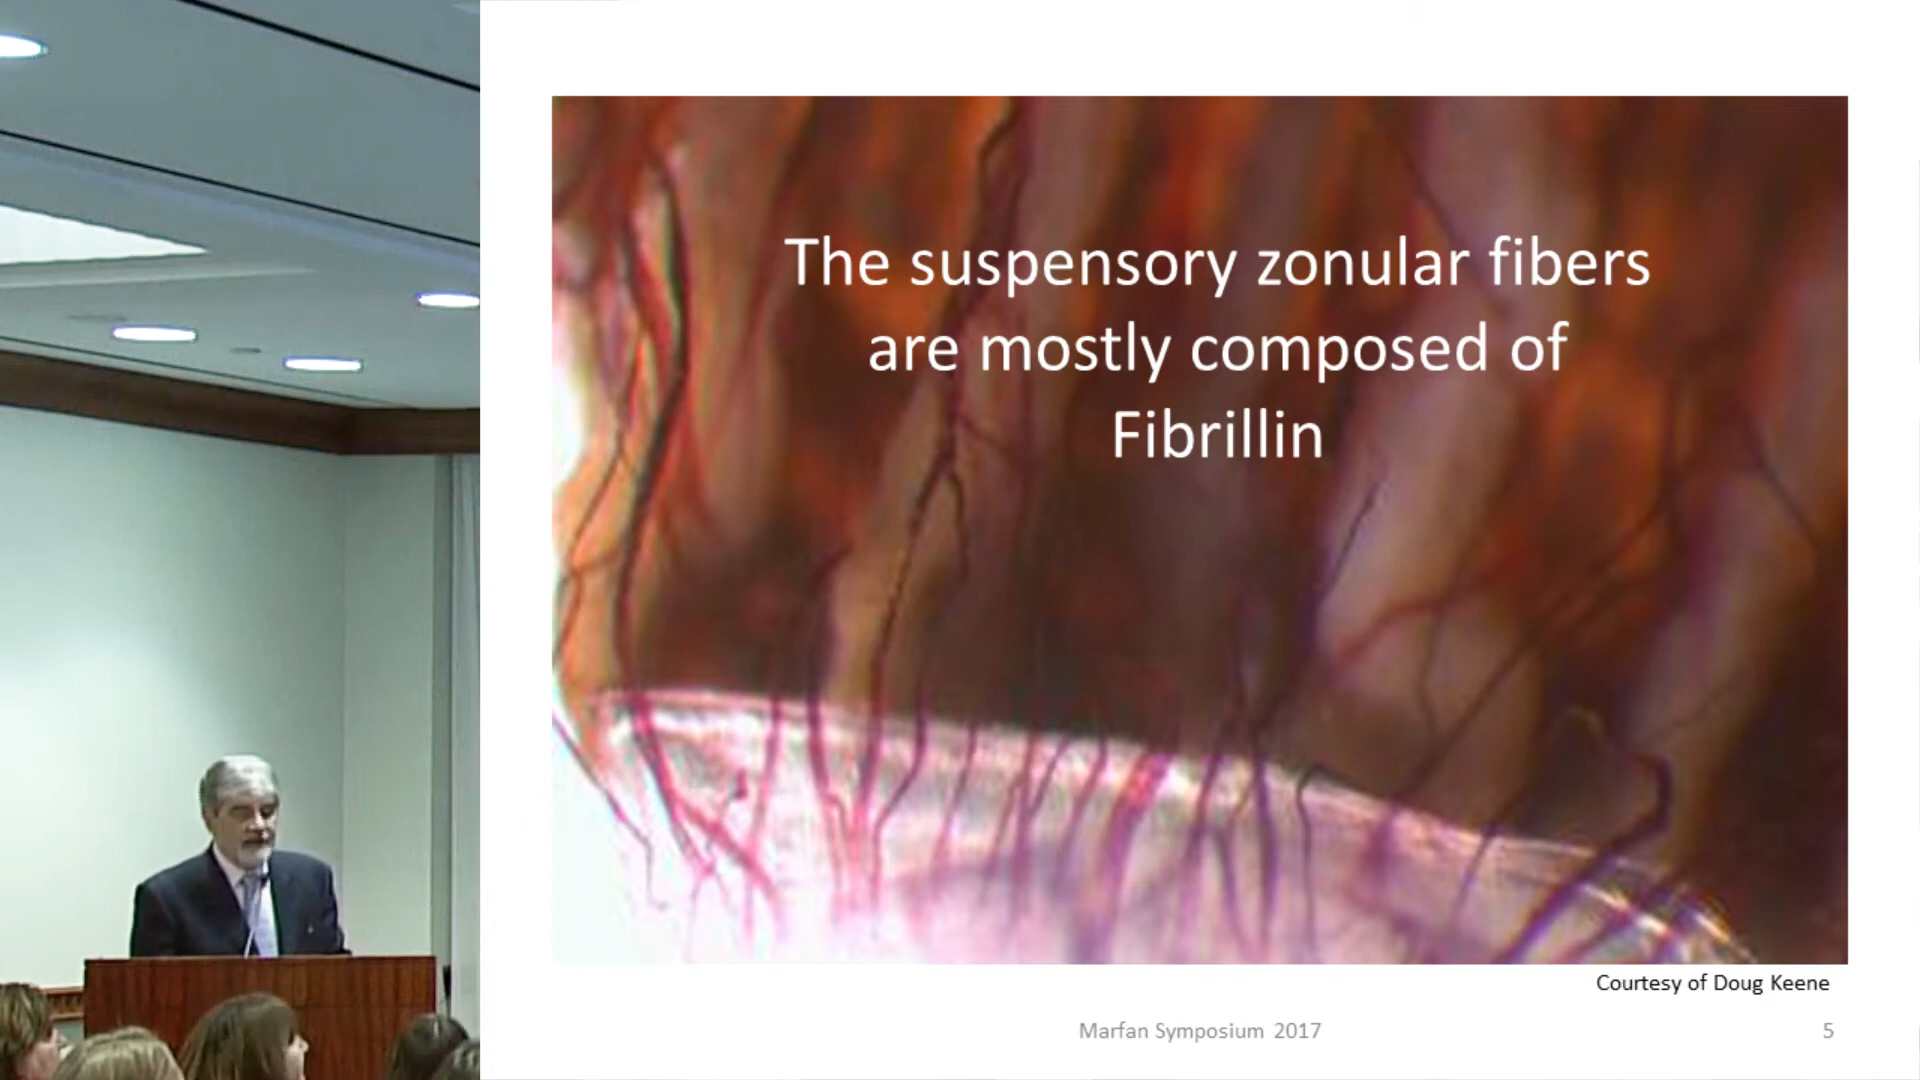 The suspensory zonular fibers
are mostly composed of
Fibrillin
Courtesy of Doug Keene
Marfan Symposium 2017
5